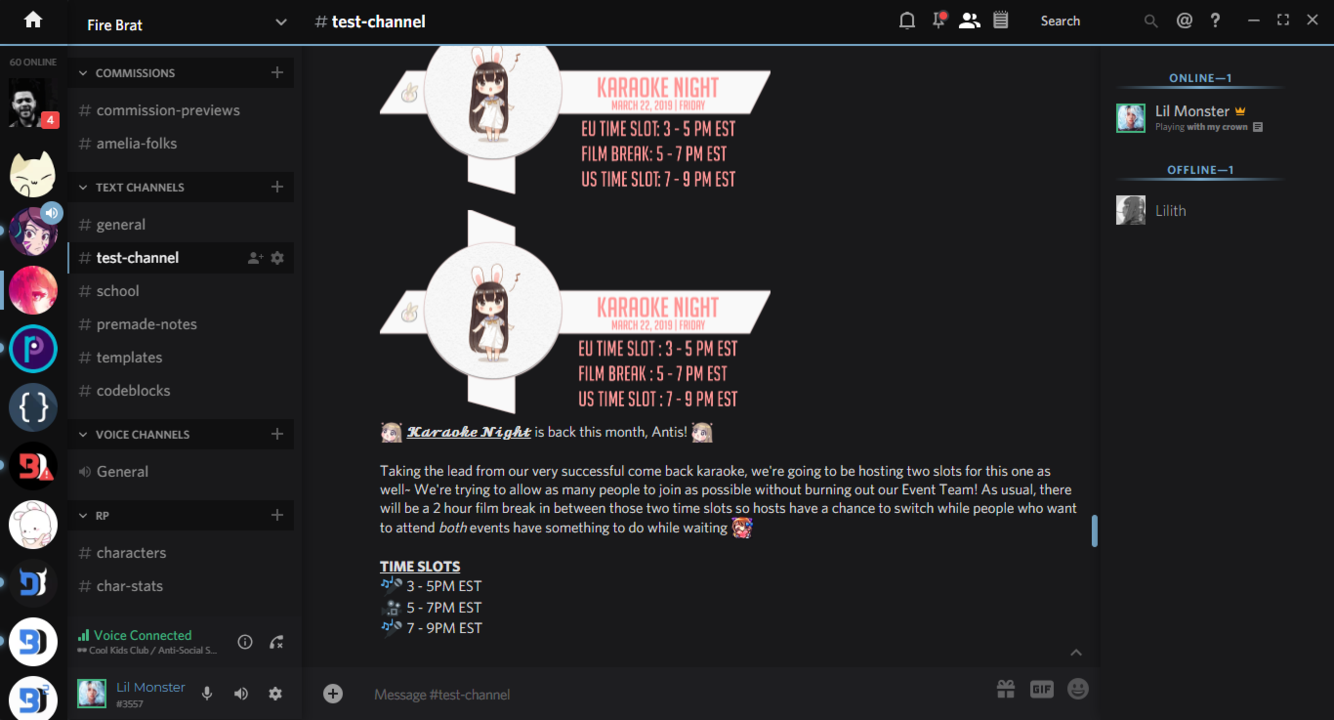 Fire Brat
# test-channel
Search
60 ONLINE
4
COMMISSIONS
# commission-previews
# amelia-folks
TEXT CHANNELS
# general
# test-channel
# school
# premade-notes
# templates
# codeblocks
VOICE CHANNELS
General
RP
# characters
# char-stats
Voice Connected
Cool Kids Club / Anti-Social S...
Lil Monster
#3557
KARAOKE NIGHT
MARCH 22, 2019 | FRIDAY
EU TIME SLOT: 3 - 5 PM EST
FILM BREAK: 5 - 7 PM EST
US TIME SLOT: 7 - 9 PM EST
KARAOKE NIGHT
MARCH 22, 2019 | FRIDAY
EU TIME SLOT : 3 - 5 PM EST
FILM BREAK : 5 - 7 PM EST
US TIME SLOT : 7 - 9 PM EST
𝓚𝓪𝓻𝓪𝓸𝓴𝓮 𝓝𝓲𝓰𝓱𝓽 is back this month, Antis!
Taking the lead from our very successful come back karaoke, we're going to be hosting two slots for this one as
well~ We're trying to allow as many people to join as possible without burning out our Event Team! As usual, there
will be a 2 hour film break in between those two time slots so hosts have a chance to switch while people who want
to attend both events have something to do while waiting
TIME SLOTS
3 - 5PM EST
5 - 7PM EST
7 - 9PM EST
Message #test-channel
GIF
ONLINE—1
Lil Monster
Playing with my crown
OFFLINE—1
Lilith